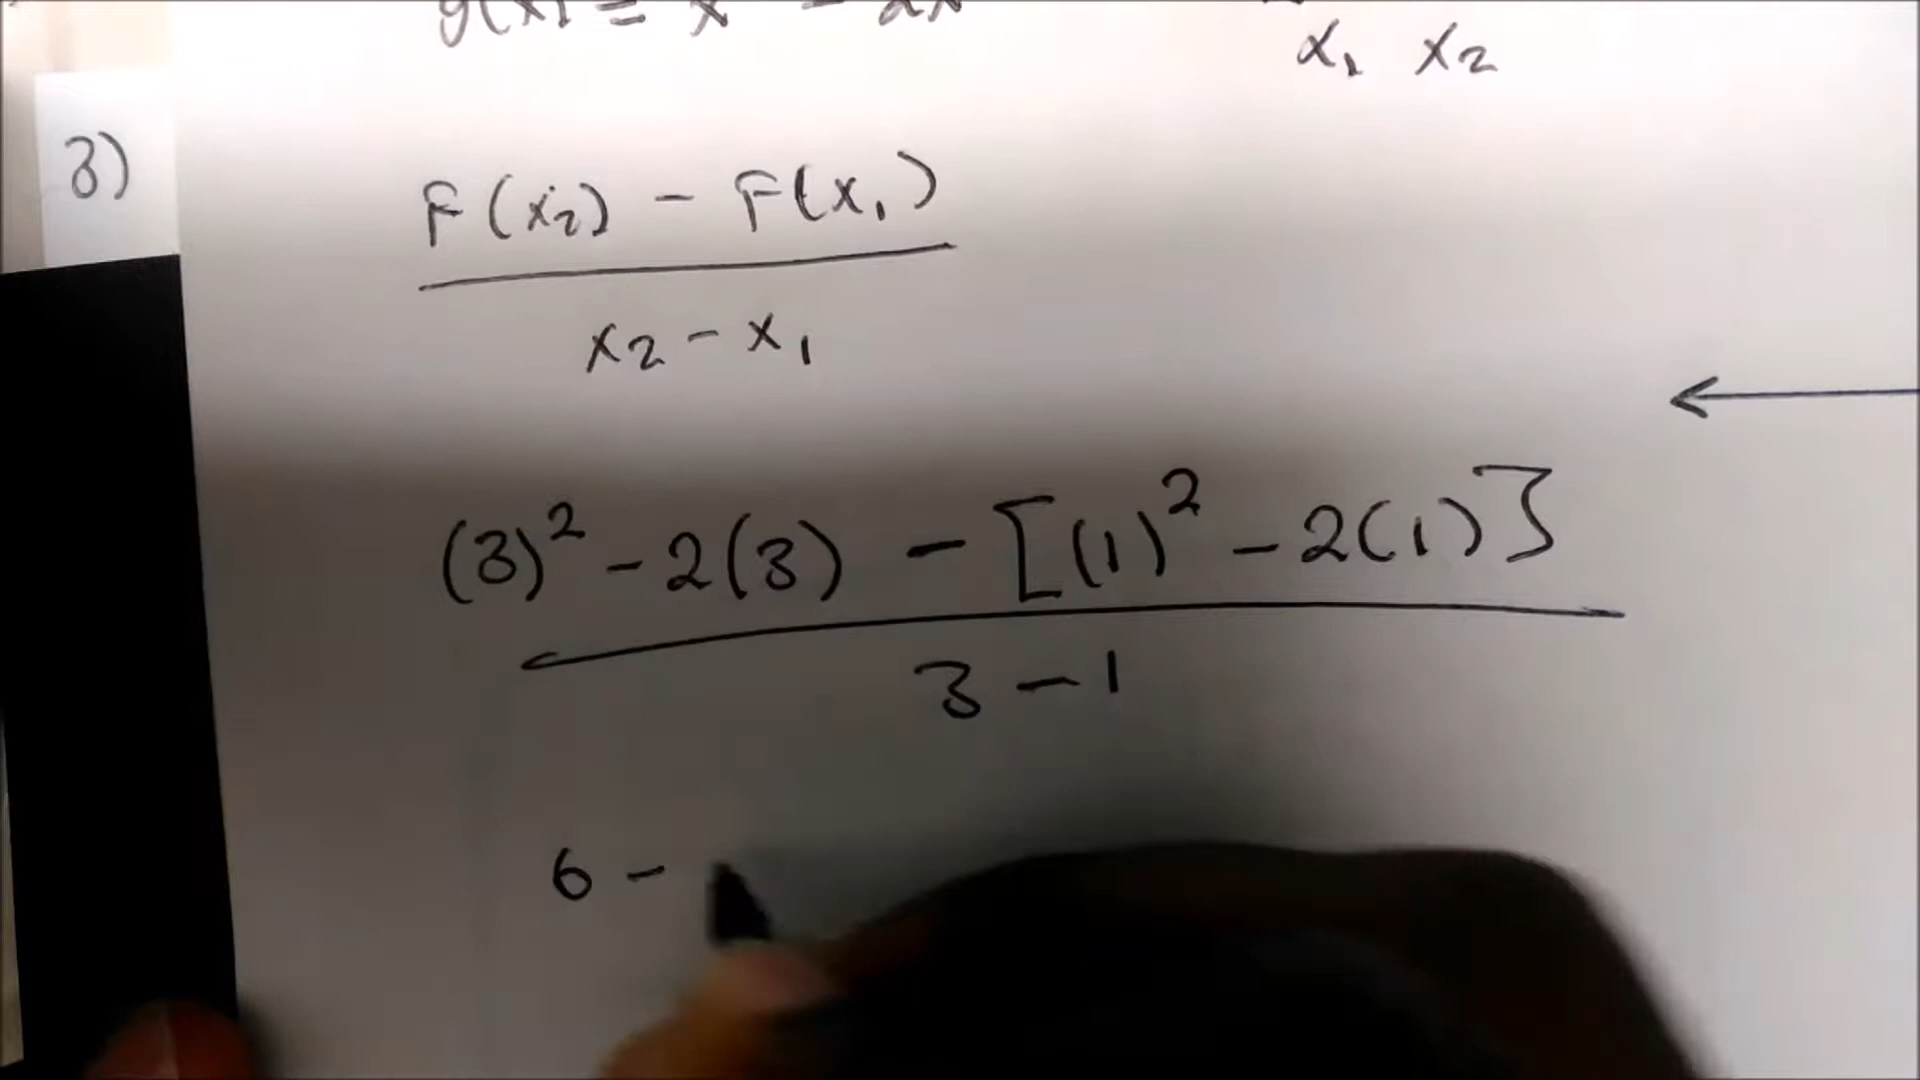 x₁ x₂
3)
F(x₂) - F(x₁)
x₂ - x₁
(3)² - 2(3) - [(1)² - 2(1)]
3 - 1
6 -